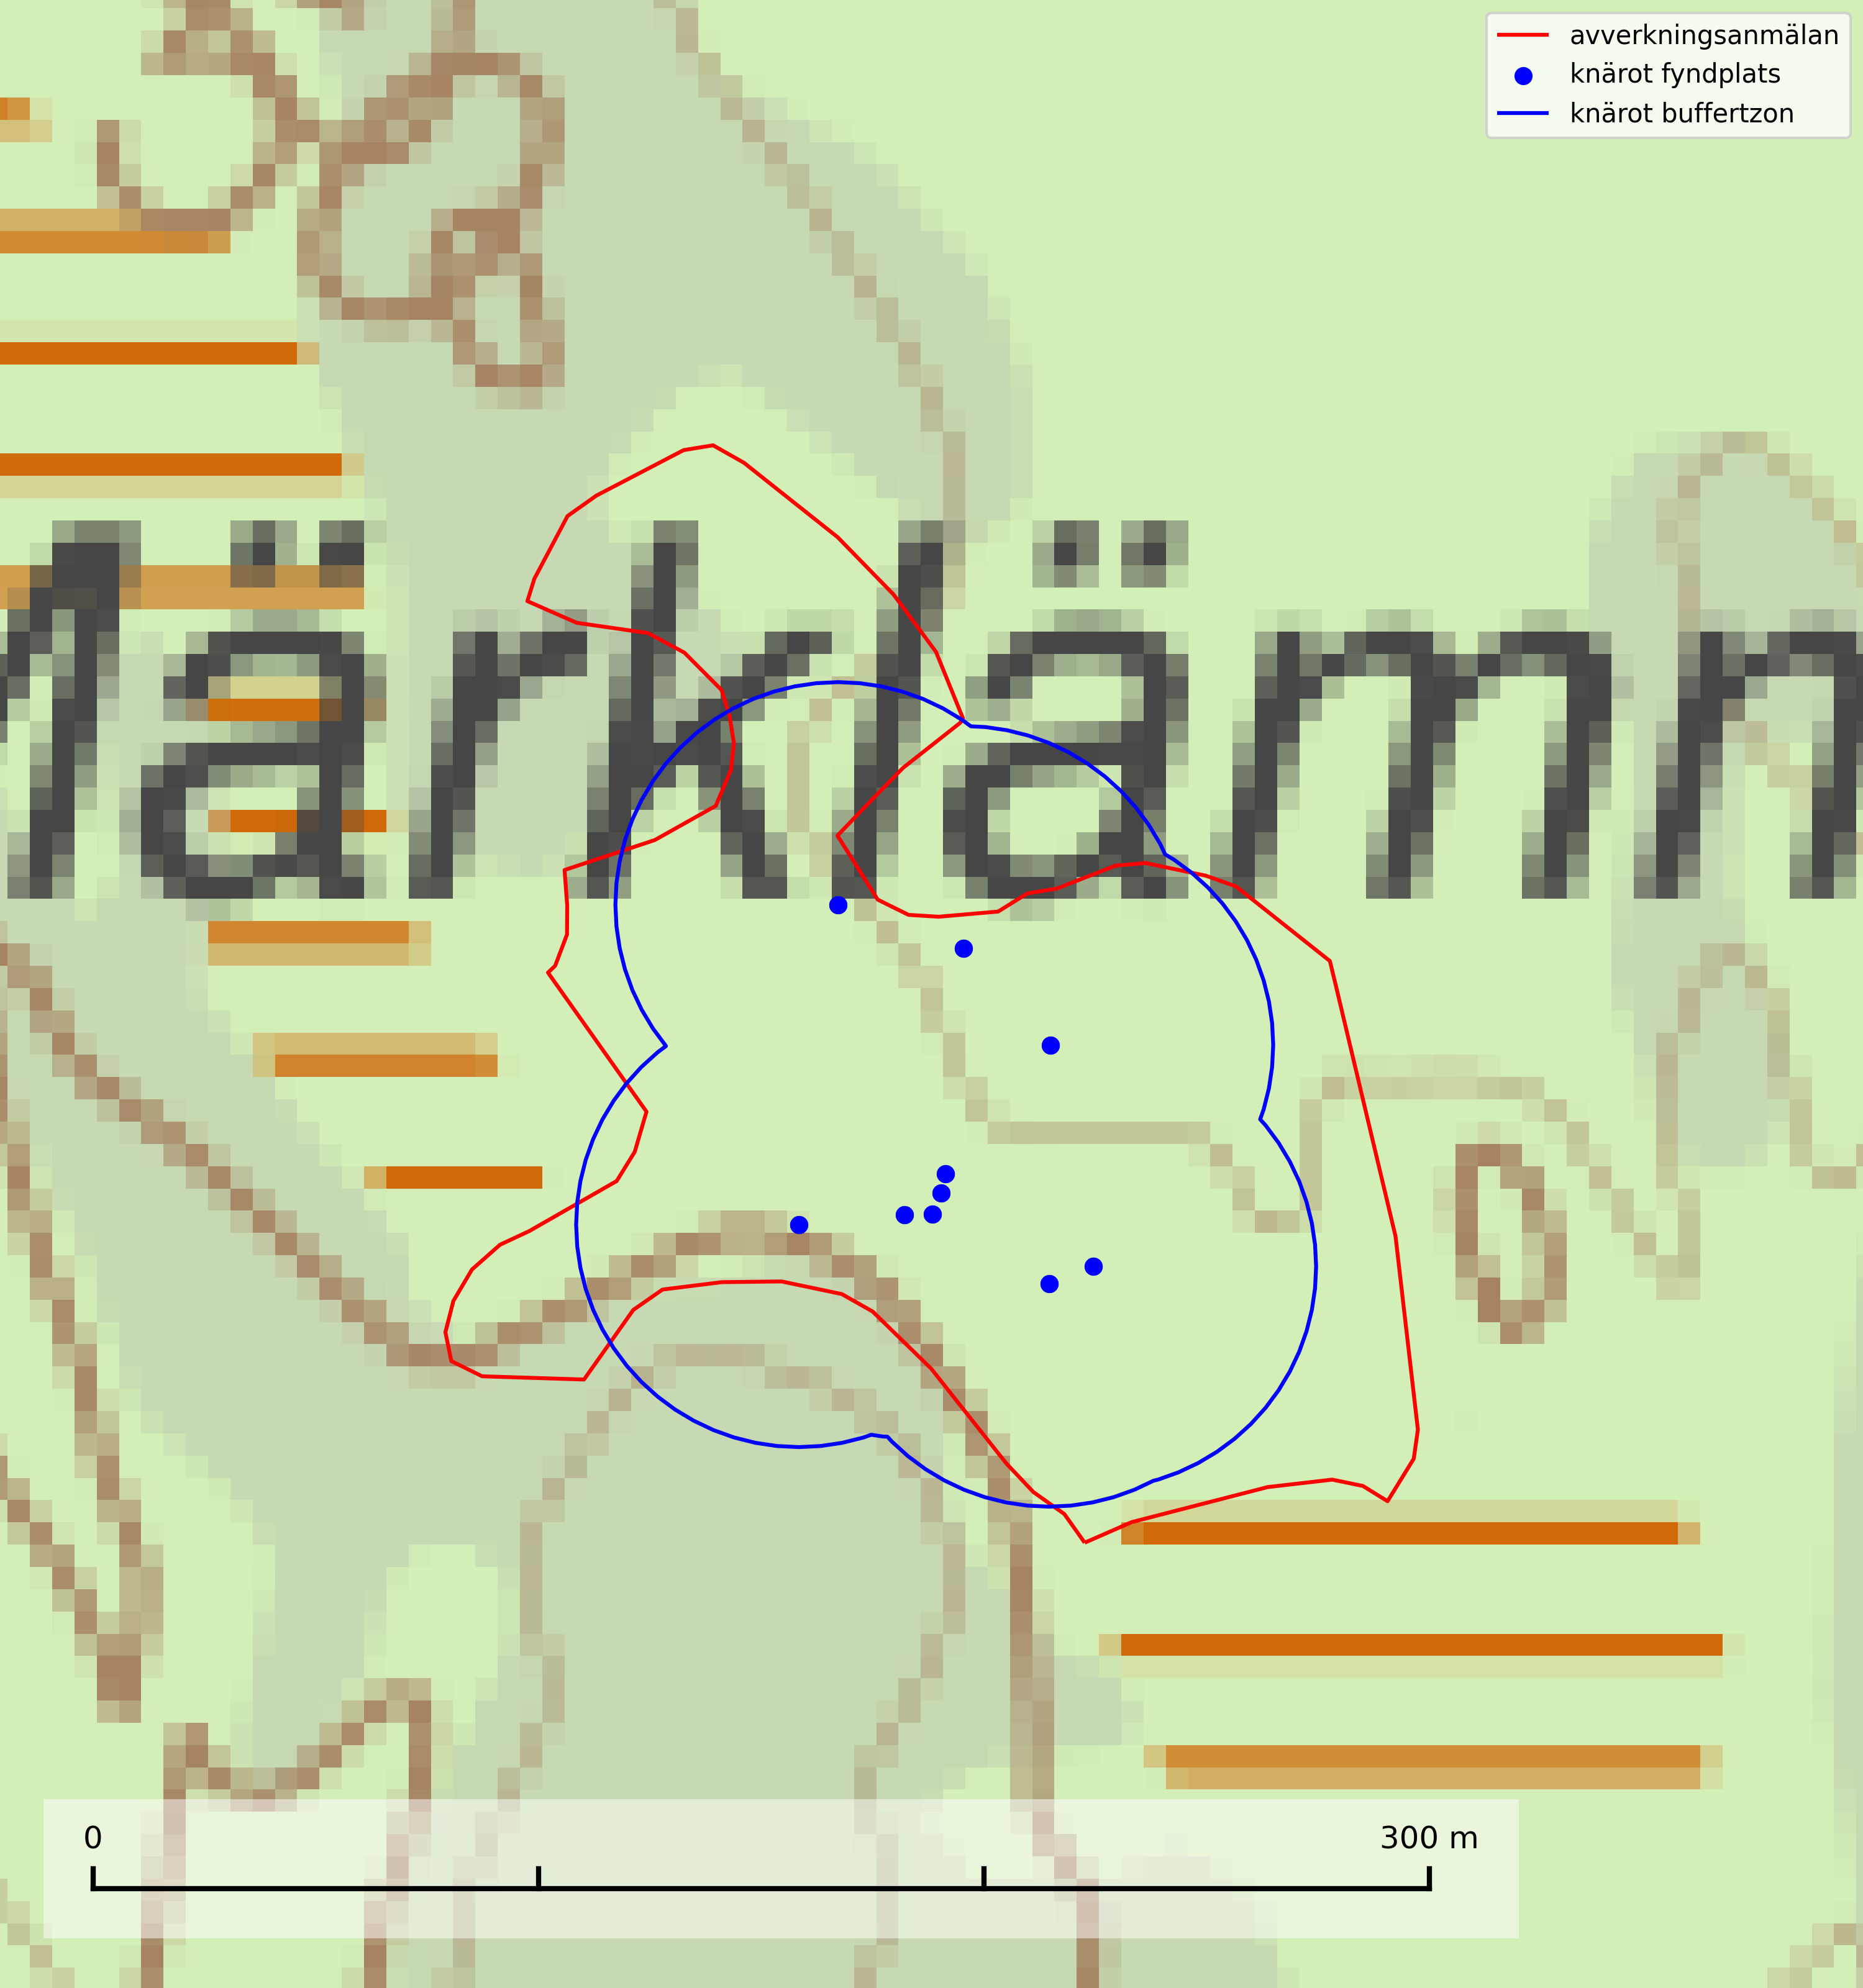 avverkningsanmälan
knärot fyndplats
knärot buffertzon
0
300 m